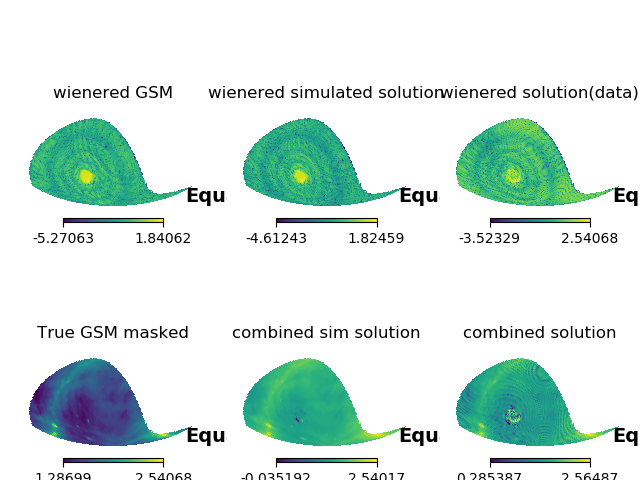 wienered GSM
wienered simulated solution
wienered solution(data)
Equ
Equ
Eq
-5.27063
1.84062
-4.61243
1.82459
-3.52329
2.54068
True GSM masked
combined sim solution
combined solution
Equ
Equ
Eq
1.28699
2.54068
-0.035192
2.54017
0.285387
2.56487